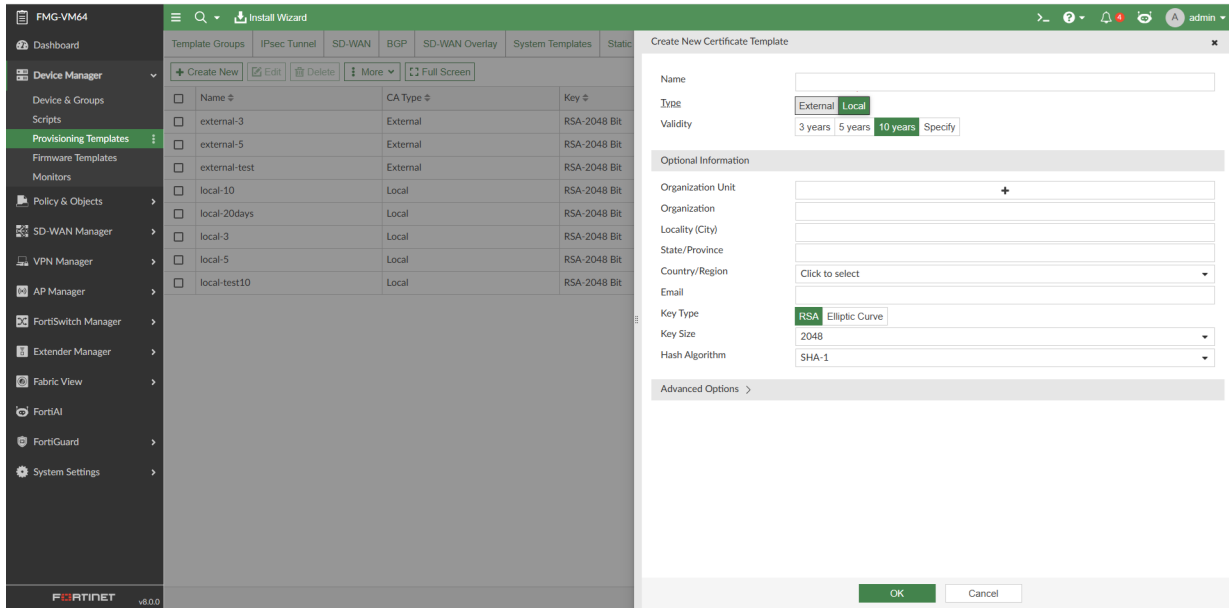 FMG-VM64
Install Wizard
4
A
admin
Dashboard
Device Manager
Device & Groups
Scripts
Provisioning Templates
Firmware Templates
Monitors
Policy & Objects
SD-WAN Manager
VPN Manager
AP Manager
FortiSwitch Manager
Extender Manager
Fabric View
FortiAI
FortiGuard
System Settings
FORTINET
v8.0.0
Template Groups IPsec Tunnel SD-WAN BGP SD-WAN Overlay System Templates Static
+ Create New Edit Delete More Full Screen
Name CA Type Key
external-3 External RSA-2048 Bit
external-5 External RSA-2048 Bit
external-test External RSA-2048 Bit
local-10 Local RSA-2048 Bit
local-20days Local RSA-2048 Bit
local-3 Local RSA-2048 Bit
local-5 Local RSA-2048 Bit
local-test10 Local RSA-2048 Bit
Create New Certificate Template
Name
Type External Local
Validity 3 years 5 years 10 years Specify
Optional Information
Organization Unit +
Organization
Locality (City)
State/Province
Country/Region Click to select
Email
Key Type RSA Elliptic Curve
Key Size 2048
Hash Algorithm SHA-1
Advanced Options >
OK Cancel